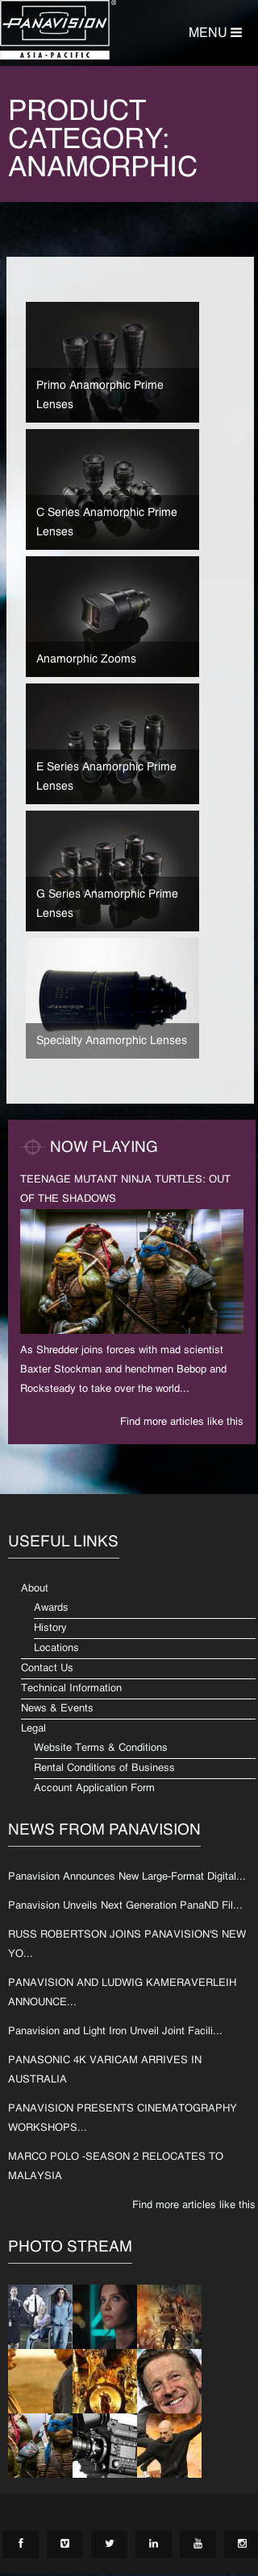 PANAVISION®
ASIA-PACIFIC
MENU
PRODUCT
CATEGORY:
ANAMORPHIC
Primo Anamorphic Prime
Lenses
C Series Anamorphic Prime
Lenses
Anamorphic Zooms
E Series Anamorphic Prime
Lenses
G Series Anamorphic Prime
Lenses
Specialty Anamorphic Lenses
NOW PLAYING
TEENAGE MUTANT NINJA TURTLES: OUT
OF THE SHADOWS
As Shredder joins forces with mad scientist
Baxter Stockman and henchmen Bebop and
Rocksteady to take over the world...
Find more articles like this
USEFUL LINKS
About
Awards
History
Locations
Contact Us
Technical Information
News & Events
Legal
Website Terms & Conditions
Rental Conditions of Business
Account Application Form
NEWS FROM PANAVISION
Panavision Announces New Large-Format Digital...
Panavision Unveils Next Generation PanaND Fil...
RUSS ROBERTSON JOINS PANAVISION'S NEW
YO...
PANAVISION AND LUDWIG KAMERAVERLEIH
ANNOUNCE...
Panavision and Light Iron Unveil Joint Facili...
PANASONIC 4K VARICAM ARRIVES IN
AUSTRALIA
PANAVISION PRESENTS CINEMATOGRAPHY
WORKSHOPS...
MARCO POLO -SEASON 2 RELOCATES TO
MALAYSIA
Find more articles like this
PHOTO STREAM